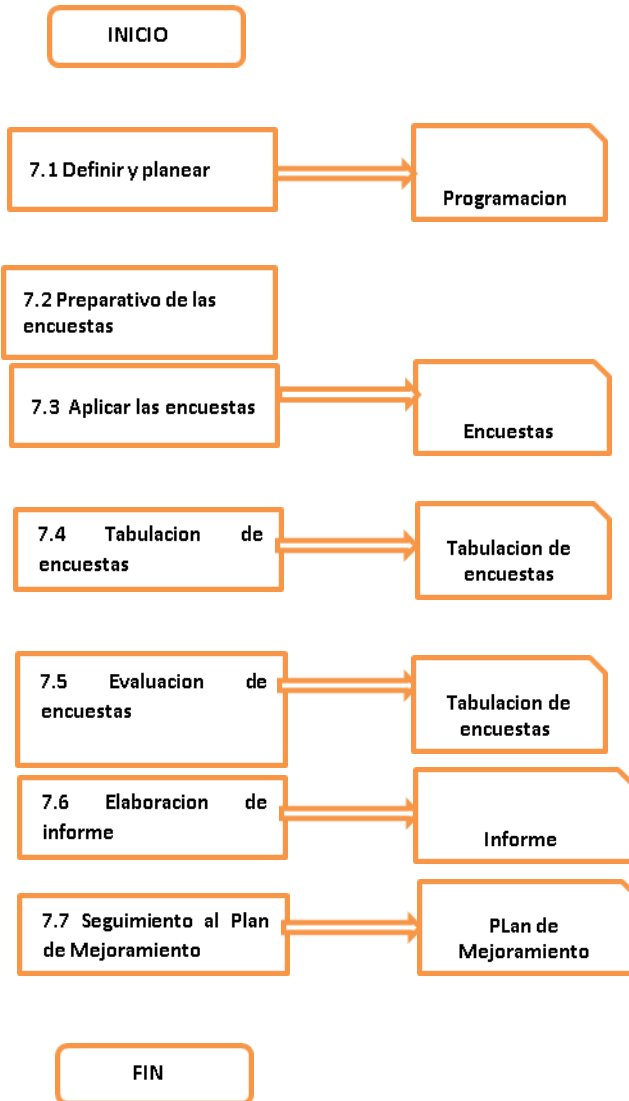 INICIO
7.1 Definir y planear
Programacion
7.2 Preparativo de las
encuestas
7.3 Aplicar las encuestas
Encuestas
7.4 Tabulacion de
encuestas
Tabulacion de
encuestas
7.5 Evaluacion de
encuestas
Tabulacion de
encuestas
7.6 Elaboracion de
informe
Informe
7.7 Seguimiento al Plan
de Mejoramiento
PLan de
Mejoramiento
FIN